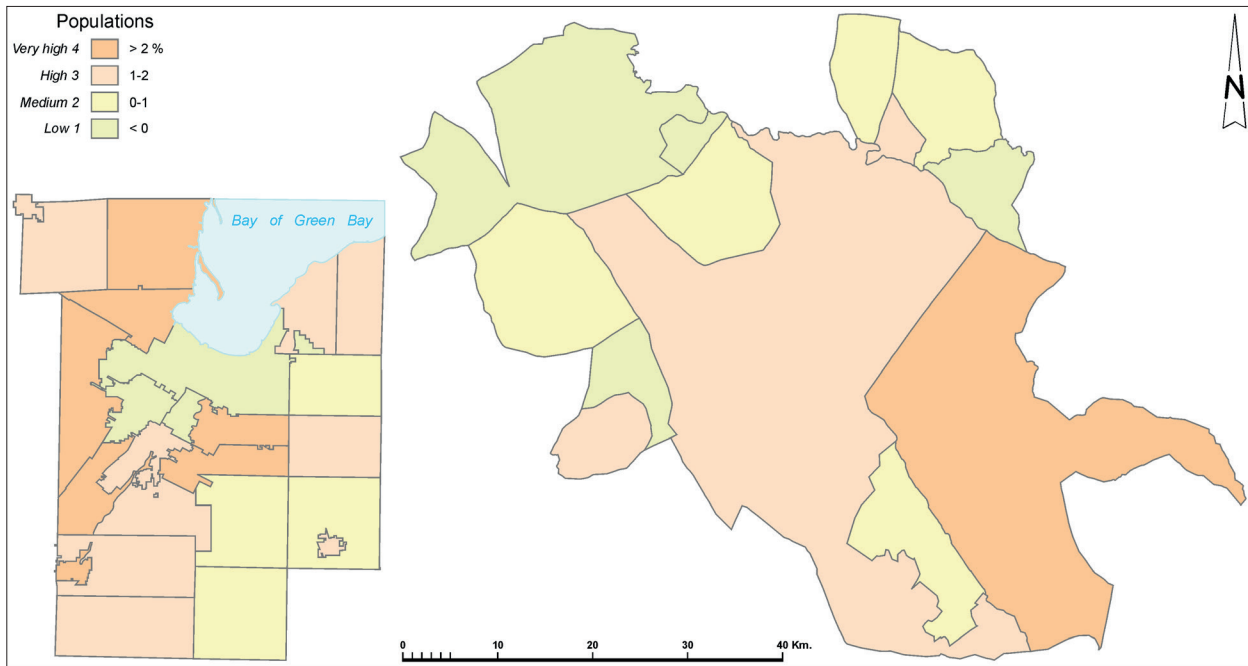 Populations
Very high 4 > 2 %
High 3 1-2
Medium 2 0-1
Low 1 < 0
N
Bay of Green Bay
0 10 20 30 40 Km.